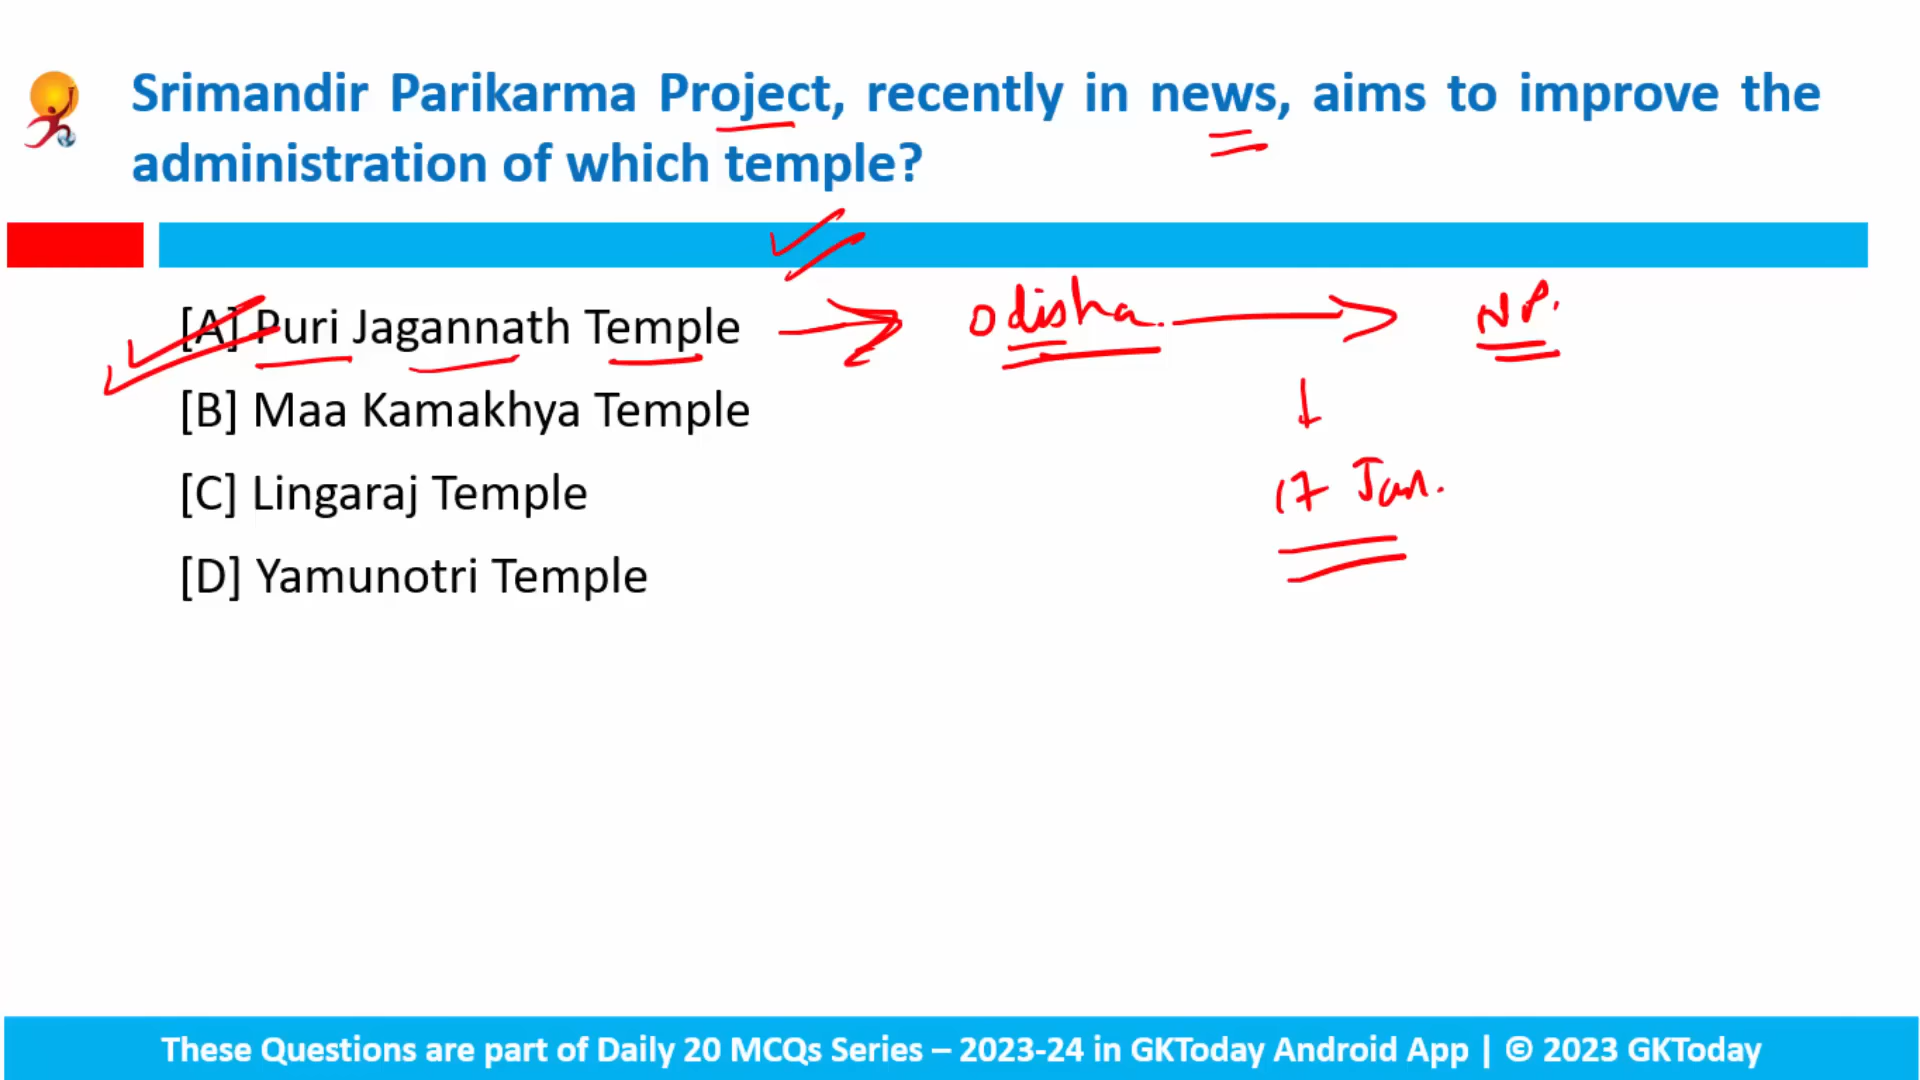 Srimandir Parikarma Project, recently in news, aims to improve the
administration of which temple?
[A] Puri Jagannath Temple
Odisha.
NP.
[B] Maa Kamakhya Temple
17 Jan.
[C] Lingaraj Temple
[D] Yamunotri Temple
These Questions are part of Daily 20 MCQs Series – 2023-24 in GKToday Android App | © 2023 GKToday